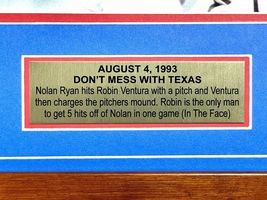 AUGUST 4, 1993
DON'T MESS WITH TEXAS
Nolan Ryan hits Robin Ventura with a pitch and Ventura
then charges the pitchers mound. Robin is the only man
to get 5 hits off of Nolan in one game (In The Face)